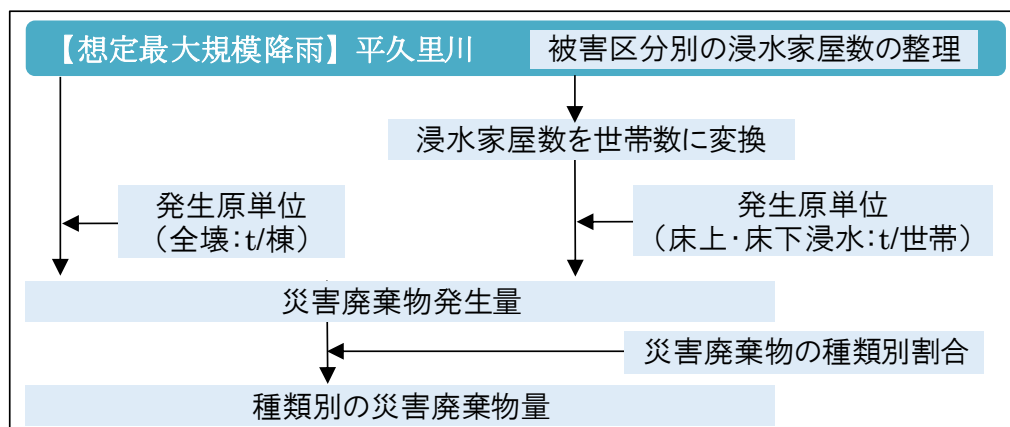 【想定最大規模降雨】平久里川
被害区分別の浸水家屋数の整理
浸水家屋数を世帯数に変換
発生原単位
（全壊：t/棟）
発生原単位
（床上・床下浸水：t/世帯）
災害廃棄物発生量
災害廃棄物の種類別割合
種類別の災害廃棄物量